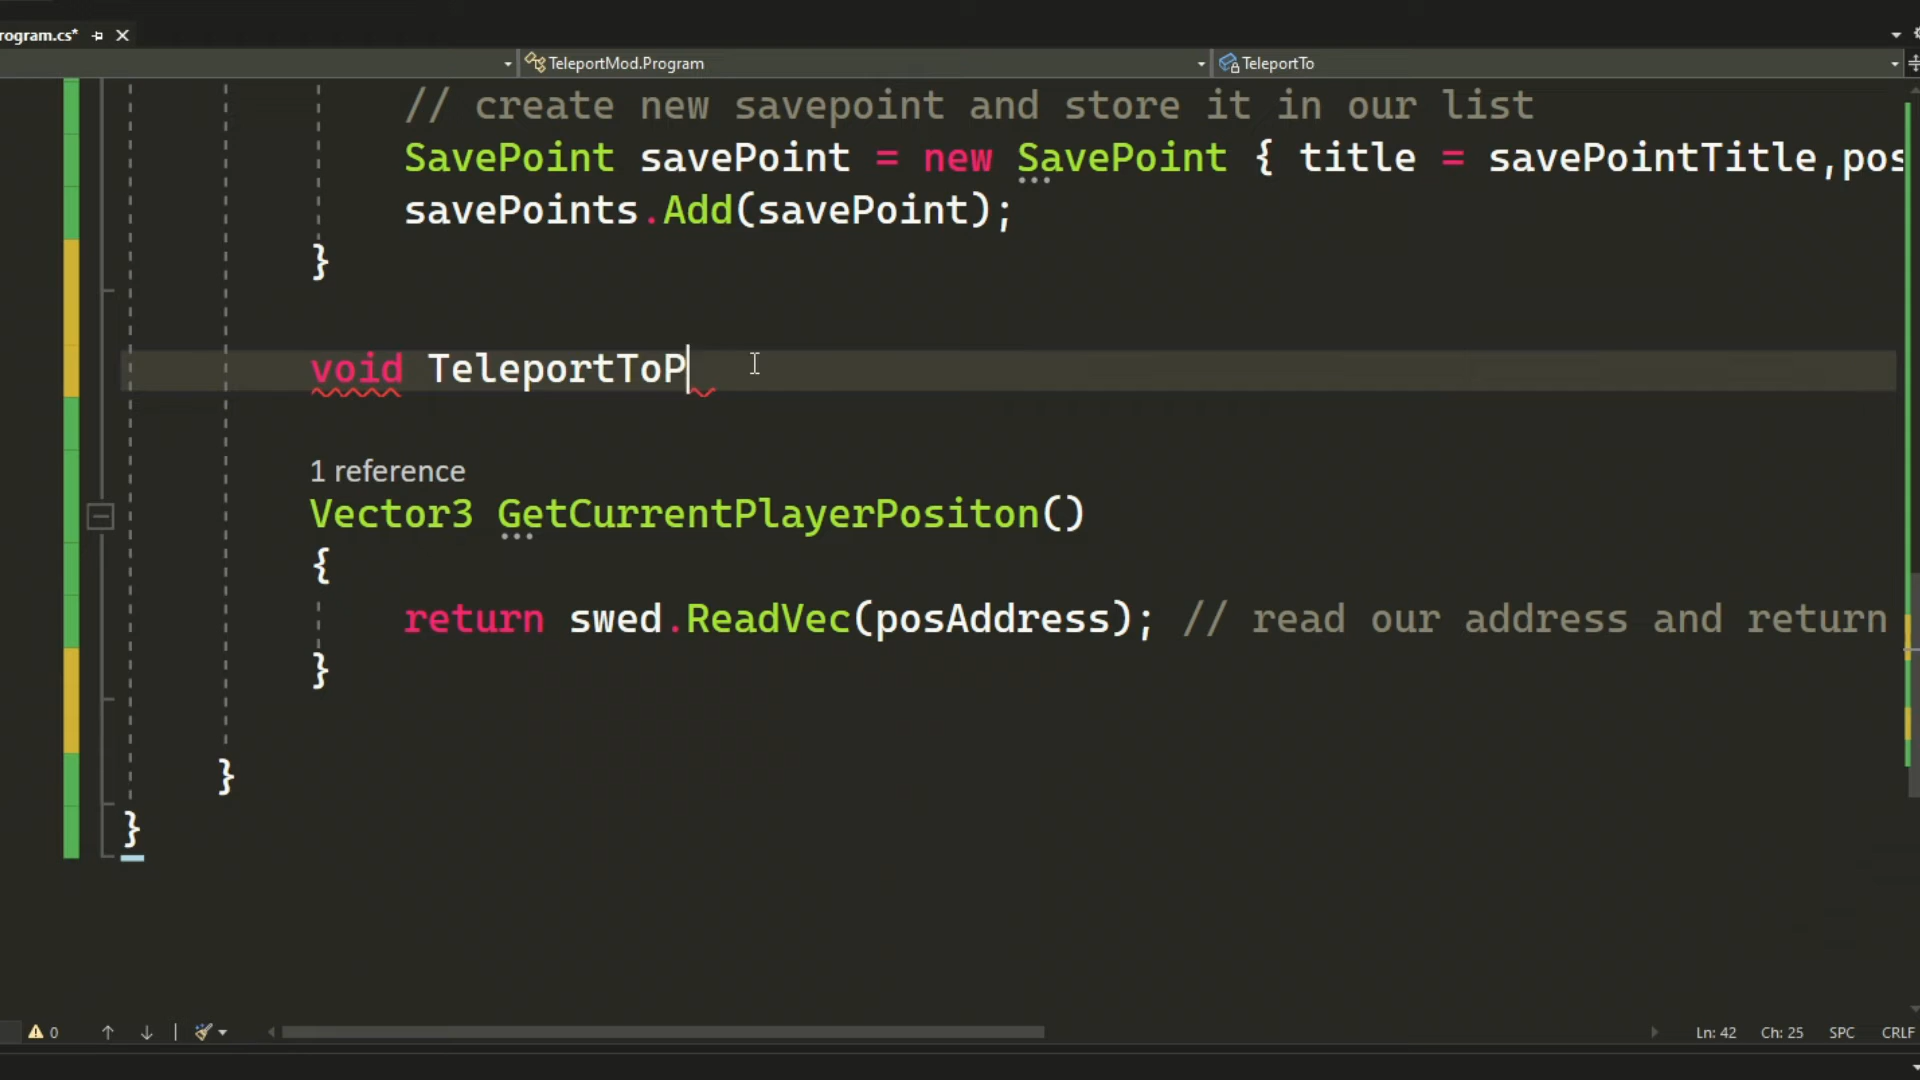 rogram.cs*
TeleportMod.Program
TeleportTo
// create new savepoint and store it in our list
SavePoint savePoint = new SavePoint { title = savePointTitle,pos
savePoints.Add(savePoint);
}
void TeleportToP
1 reference
Vector3 GetCurrentPlayerPositon()
{
return swed.ReadVec(posAddress); // read our address and return
}
}
}
0
Ln: 42 Ch: 25 SPC CRLF